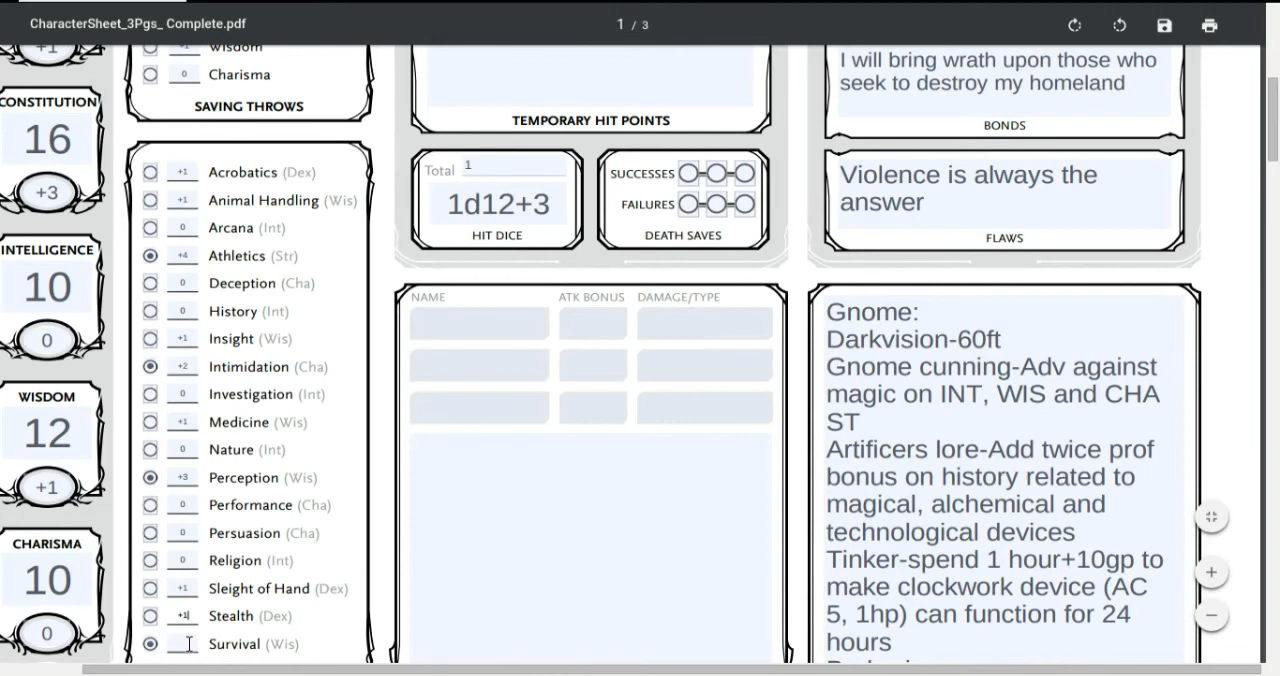 CharacterSheet_3Pgs_ Complete.pdf
1 / 3
+1
CONSTITUTION
16
+3
INTELLIGENCE
10
0
WISDOM
12
+1
CHARISMA
10
0
+1 Wisdom
0 Charisma
SAVING THROWS
+1 Acrobatics (Dex)
+1 Animal Handling (Wis)
0 Arcana (Int)
+4 Athletics (Str)
0 Deception (Cha)
0 History (Int)
+1 Insight (Wis)
+2 Intimidation (Cha)
0 Investigation (Int)
+1 Medicine (Wis)
0 Nature (Int)
+3 Perception (Wis)
0 Performance (Cha)
0 Persuasion (Cha)
0 Religion (Int)
+1 Sleight of Hand (Dex)
+1 Stealth (Dex)
Survival (Wis)
TEMPORARY HIT POINTS
Total 1
1d12+3
HIT DICE
SUCCESSES
FAILURES
DEATH SAVES
NAME ATK BONUS DAMAGE/TYPE
I will bring wrath upon those who
seek to destroy my homeland
BONDS
Violence is always the
answer
FLAWS
Gnome:
Darkvision-60ft
Gnome cunning-Adv against
magic on INT, WIS and CHA
ST
Artificers lore-Add twice prof
bonus on history related to
magical, alchemical and
technological devices
Tinker-spend 1 hour+10gp to
make clockwork device (AC
5, 1hp) can function for 24
hours